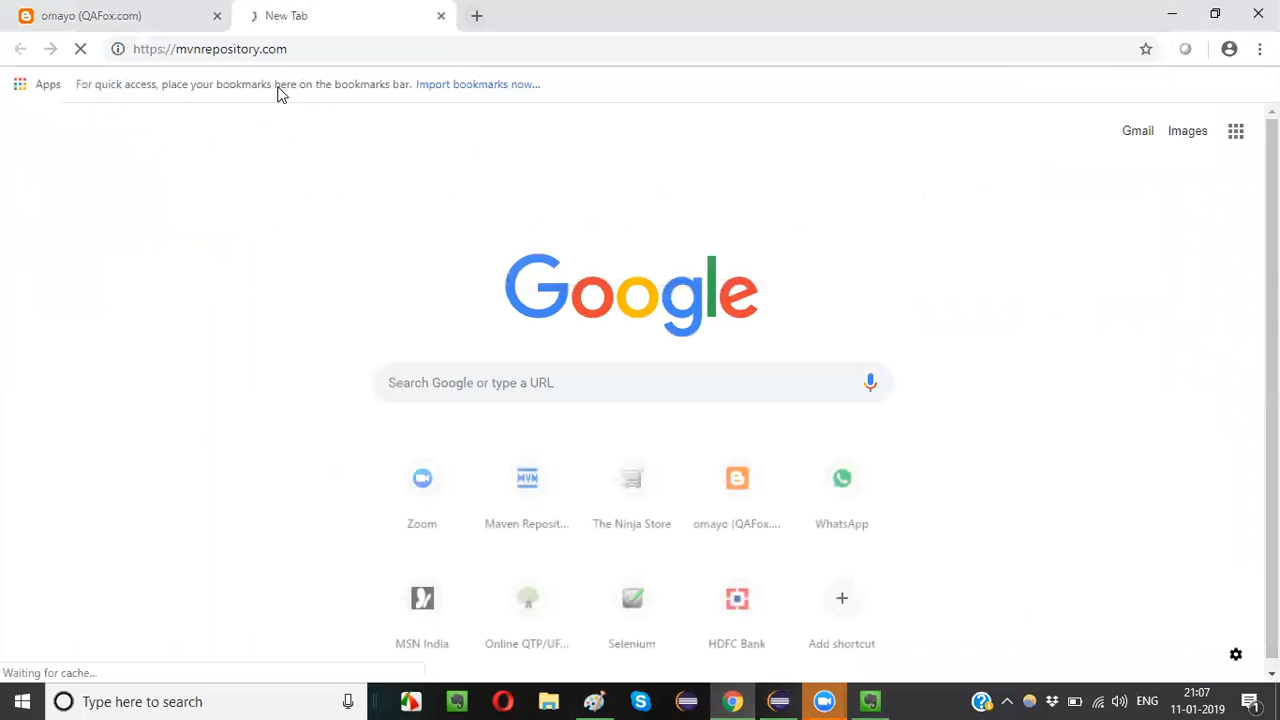 omayo (QAFox.com)
New Tab
https://mvnrepository.com
Apps
For quick access, place your bookmarks here on the bookmarks bar. Import bookmarks now...
Gmail
Images
Google
Search Google or type a URL
Zoom
Maven Reposit...
The Ninja Store
omayo (QAFox....
WhatsApp
MSN India
Online QTP/UF...
Selenium
HDFC Bank
Add shortcut
Waiting for cache...
Type here to search
ENG
21:07
11-01-2019